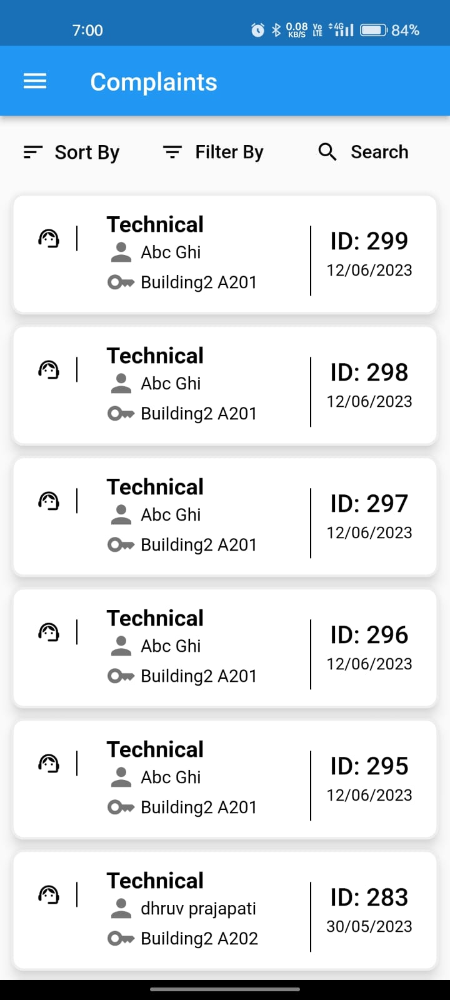 7:00 0.08 KB/S Vo LTE 4G 84%
Complaints
Sort By Filter By Search
Technical
Abc Ghi
Building2 A201
ID: 299
12/06/2023
Technical
Abc Ghi
Building2 A201
ID: 298
12/06/2023
Technical
Abc Ghi
Building2 A201
ID: 297
12/06/2023
Technical
Abc Ghi
Building2 A201
ID: 296
12/06/2023
Technical
Abc Ghi
Building2 A201
ID: 295
12/06/2023
Technical
dhruv prajapati
Building2 A202
ID: 283
30/05/2023